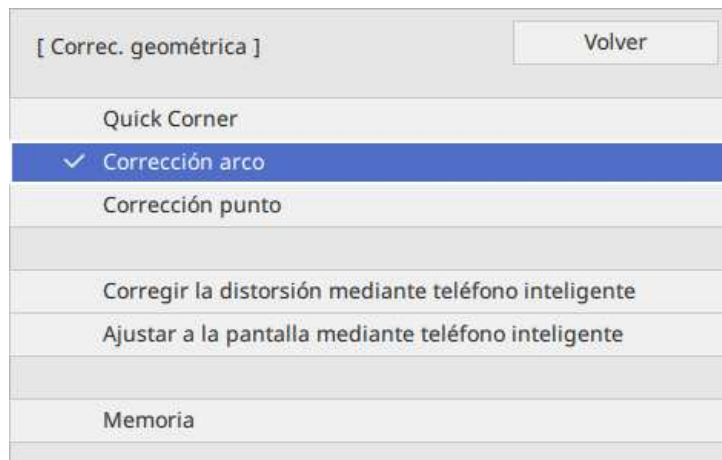 [ Correc. geométrica ]
Volver
Quick Corner
Corrección arco
Corrección punto
Corregir la distorsión mediante teléfono inteligente
Ajustar a la pantalla mediante teléfono inteligente
Memoria